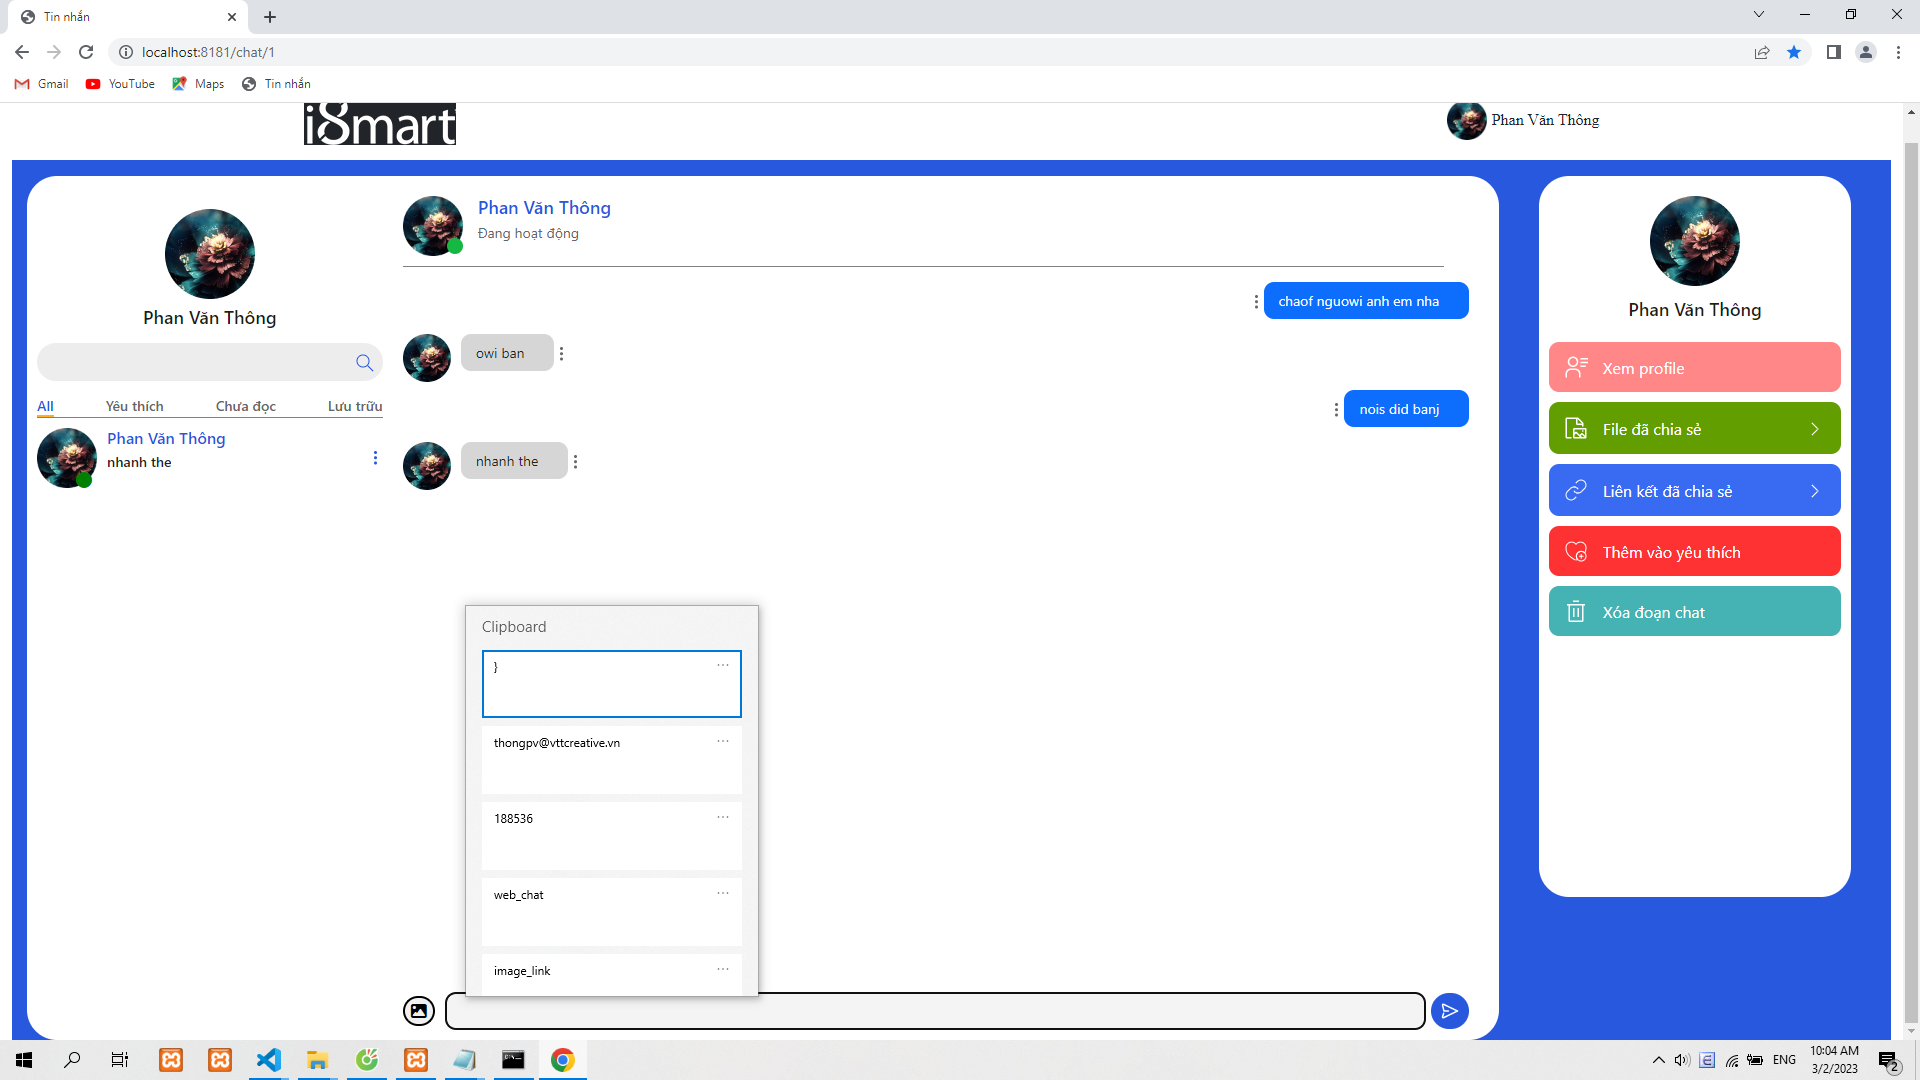 Tin nhắn
localhost:8181/chat/1
Gmail
YouTube
Maps
Tin nhắn
i8mart
Phan Văn Thông
Phan Văn Thông
All
Yêu thích
Chưa đọc
Lưu trữu
Phan Văn Thông
nhanh the
Phan Văn Thông
Đang hoạt động
chaof nguowi anh em nha
owi ban
nois did banj
nhanh the
Clipboard
}
thongpv@vttcreative.vn
188536
web_chat
image_link
Phan Văn Thông
Xem profile
File đã chia sẻ
Liên kết đã chia sẻ
Thêm vào yêu thích
Xóa đoạn chat
ENG
10:04 AM
3/2/2023
2